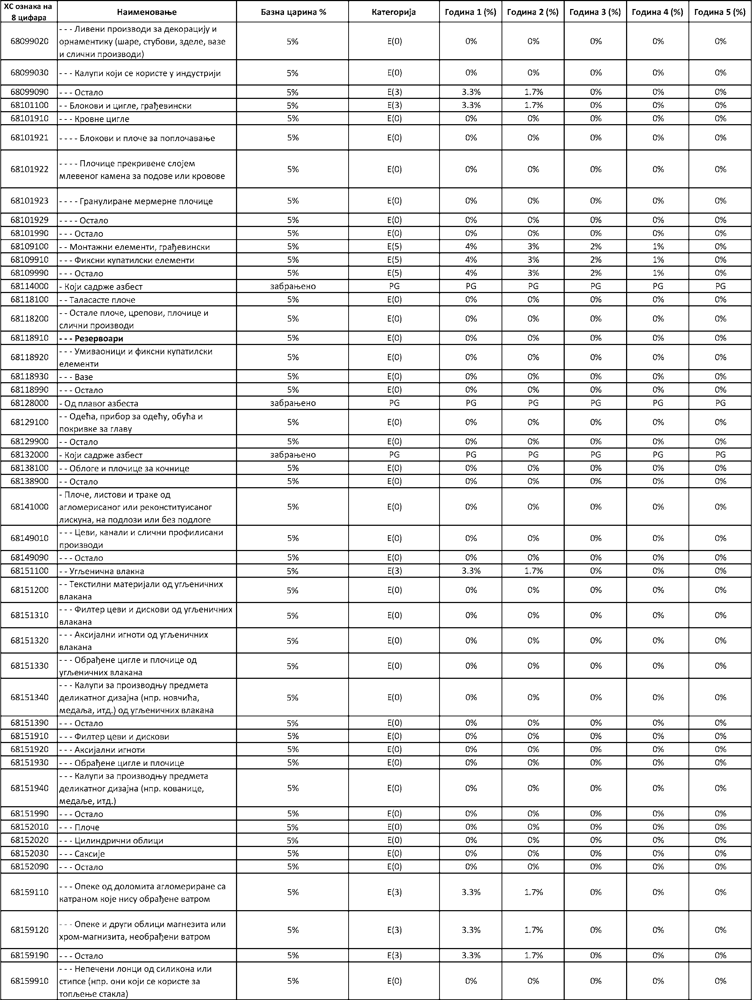 ХС ознака на 8 цифара Наименовање Базна царина % Категорија Година 1 (%) Година 2 (%) Година 3 (%) Година 4 (%) Година 5 (%)
68099020 - - - Ливени производи за декорацију и орнаментику (шаре, стубови, зделе, вазе и слични производи) 5% E(0) 0% 0% 0% 0% 0%
68099030 - - - Калупи који се користе у индустрији 5% E(0) 0% 0% 0% 0% 0%
68099090 - - - Остало 5% E(3) 3.3% 1.7% 0% 0% 0%
68101100 - - Блокови и цигле, грађевински 5% E(3) 3.3% 1.7% 0% 0% 0%
68101910 - - - Кровне цигле 5% E(0) 0% 0% 0% 0% 0%
68101921 - - - - Блокови и плоче за поплочавање 5% E(0) 0% 0% 0% 0% 0%
68101922 - - - - Плочице прекривене слојем млевеног камена за подове или кровове 5% E(0) 0% 0% 0% 0% 0%
68101923 - - - - Гранулиране мермерне плочице 5% E(0) 0% 0% 0% 0% 0%
68101929 - - - - Остало 5% E(0) 0% 0% 0% 0% 0%
68101990 - - - Остало 5% E(0) 0% 0% 0% 0% 0%
68109100 - - Монтажни елементи, грађевински 5% E(5) 4% 3% 2% 1% 0%
68109910 - - - Фиксни купатилски елементи 5% E(5) 4% 3% 2% 1% 0%
68109990 - - - Остало 5% E(5) 4% 3% 2% 1% 0%
68114000 - Који садрже азбест забрањено PG PG PG PG PG PG
68118100 - - Таласасте плоче 5% E(0) 0% 0% 0% 0% 0%
68118200 - - Остале плоче, црепови, плочице и слични производи 5% E(0) 0% 0% 0% 0% 0%
68118910 - - - Резервоари 5% E(0) 0% 0% 0% 0% 0%
68118920 - - - Умиваоници и фиксни купатилски елементи 5% E(0) 0% 0% 0% 0% 0%
68118930 - - - Вазе 5% E(0) 0% 0% 0% 0% 0%
68118990 - - - Остало 5% E(0) 0% 0% 0% 0% 0%
68128000 - Од плавог азбеста забрањено PG PG PG PG PG PG
68129100 - - Одећа, прибор за одећу, обућа и покривке за главу 5% E(0) 0% 0% 0% 0% 0%
68129900 - - Остало 5% E(0) 0% 0% 0% 0% 0%
68132000 - Који садрже азбест забрањено PG PG PG PG PG PG
68138100 - - Облоге и плочице за кочнице 5% E(0) 0% 0% 0% 0% 0%
68138900 - - Остало 5% E(0) 0% 0% 0% 0% 0%
68141000 - Плоче, листови и траке од агломерисаног или реконституисаног лискуна, на подлози или без подлоге 5% E(0) 0% 0% 0% 0% 0%
68149010 - - - Цеви, канали и слични профилисани производи 5% E(0) 0% 0% 0% 0% 0%
68149090 - - - Остало 5% E(0) 0% 0% 0% 0% 0%
68151100 - - Угљенична влакна 5% E(3) 3.3% 1.7% 0% 0% 0%
68151200 - - Текстилни материјали од угљеничних влакана 5% E(0) 0% 0% 0% 0% 0%
68151310 - - - Филтер цеви и дискови од угљеничних влакана 5% E(0) 0% 0% 0% 0% 0%
68151320 - - - Аксијални игноти од угљеничних влакана 5% E(0) 0% 0% 0% 0% 0%
68151330 - - - Обрађене цигле и плочице од угљеничних влакана 5% E(0) 0% 0% 0% 0% 0%
68151340 - - - Калупи за производњу предмета деликатног дизајна (нпр. новчића, медаља, итд.) од угљеничних влакана 5% E(0) 0% 0% 0% 0% 0%
68151390 - - - Остало 5% E(0) 0% 0% 0% 0% 0%
68151910 - - - Филтер цеви и дискови 5% E(0) 0% 0% 0% 0% 0%
68151920 - - - Аксијални игноти 5% E(0) 0% 0% 0% 0% 0%
68151930 - - - Обрађене цигле и плочице 5% E(0) 0% 0% 0% 0% 0%
68151940 - - - Калупи за производњу предмета деликатног дизајна (нпр. кованице, медаље, итд.) 5% E(0) 0% 0% 0% 0% 0%
68151990 - - - Остало 5% E(0) 0% 0% 0% 0% 0%
68152010 - - - Плоче 5% E(0) 0% 0% 0% 0% 0%
68152020 - - - Цилиндрични облици 5% E(0) 0% 0% 0% 0% 0%
68152030 - - - Саксије 5% E(0) 0% 0% 0% 0% 0%
68152090 - - - Остало 5% E(0) 0% 0% 0% 0% 0%
68159110 - - - Опеке од доломита агломериране са катраном које нису обрађене ватром 5% E(3) 3.3% 1.7% 0% 0% 0%
68159120 - - - Опеке и други облици магнезита или хром-магнизита, необрађени ватром 5% E(3) 3.3% 1.7% 0% 0% 0%
68159190 - - - Остало 5% E(3) 3.3% 1.7% 0% 0% 0%
68159910 - - - Непечени лонци од силикона или стипсе (нпр. они који се користе за топљење стакла) 5% E(0) 0% 0% 0% 0% 0%